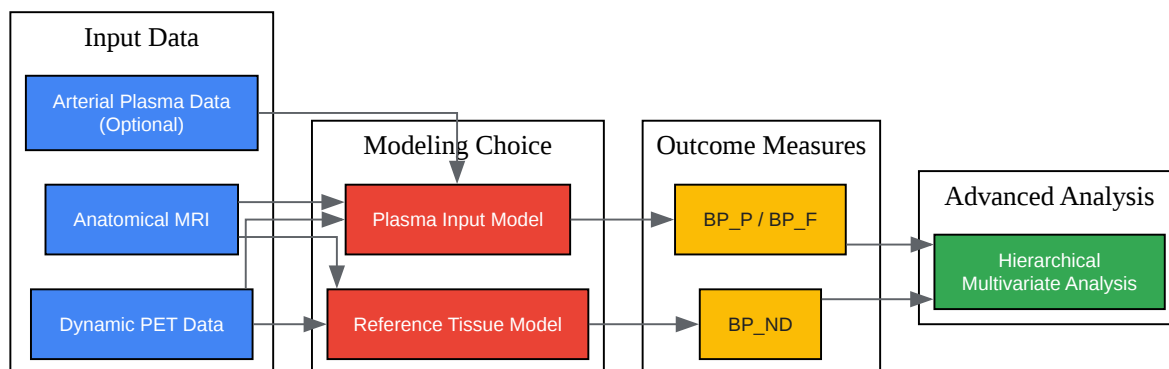 Input Data
Arterial Plasma Data
(Optional)
Anatomical MRI
Dynamic PET Data
Modeling Choice
Plasma Input Model
Reference Tissue Model
Outcome Measures
BP_P / BP_F
BP_ND
Advanced Analysis
Hierarchical
Multivariate Analysis